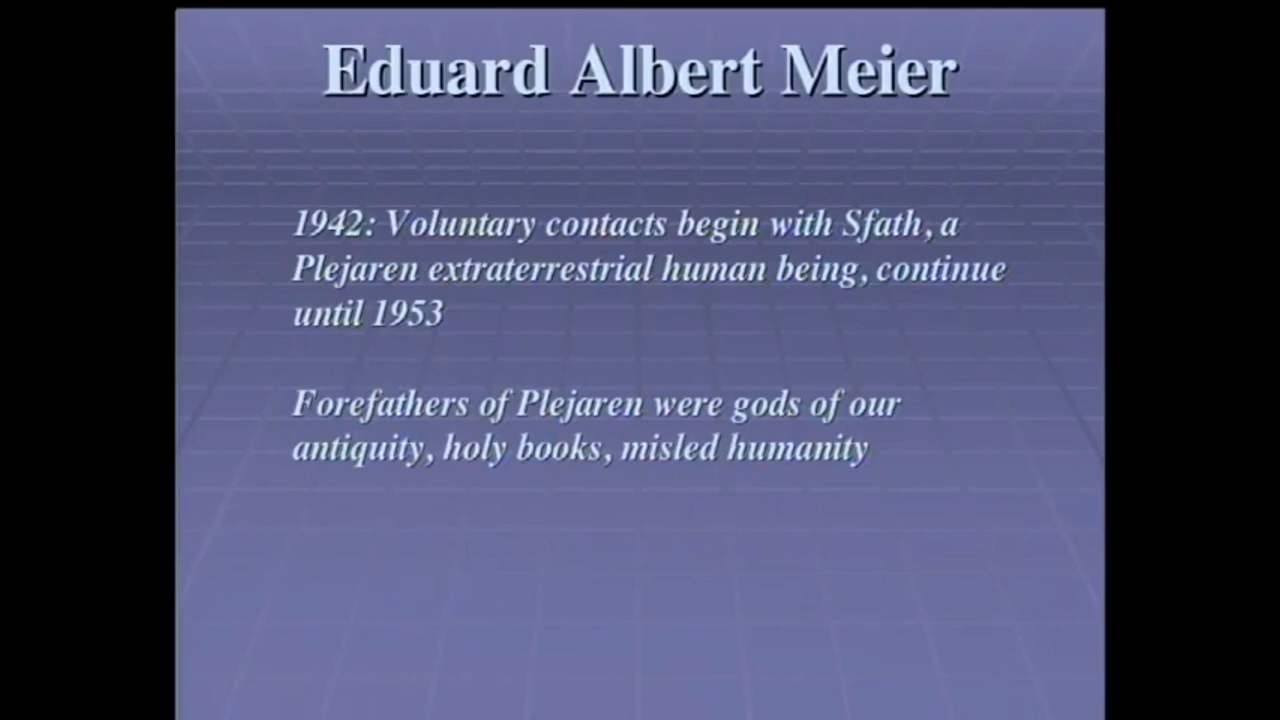 Eduard Albert Meier
1942: Voluntary contacts begin with Sfath, a
Plejaren extraterrestrial human being, continue
until 1953
Forefathers of Plejaren were gods of our
antiquity, holy books, misled humanity